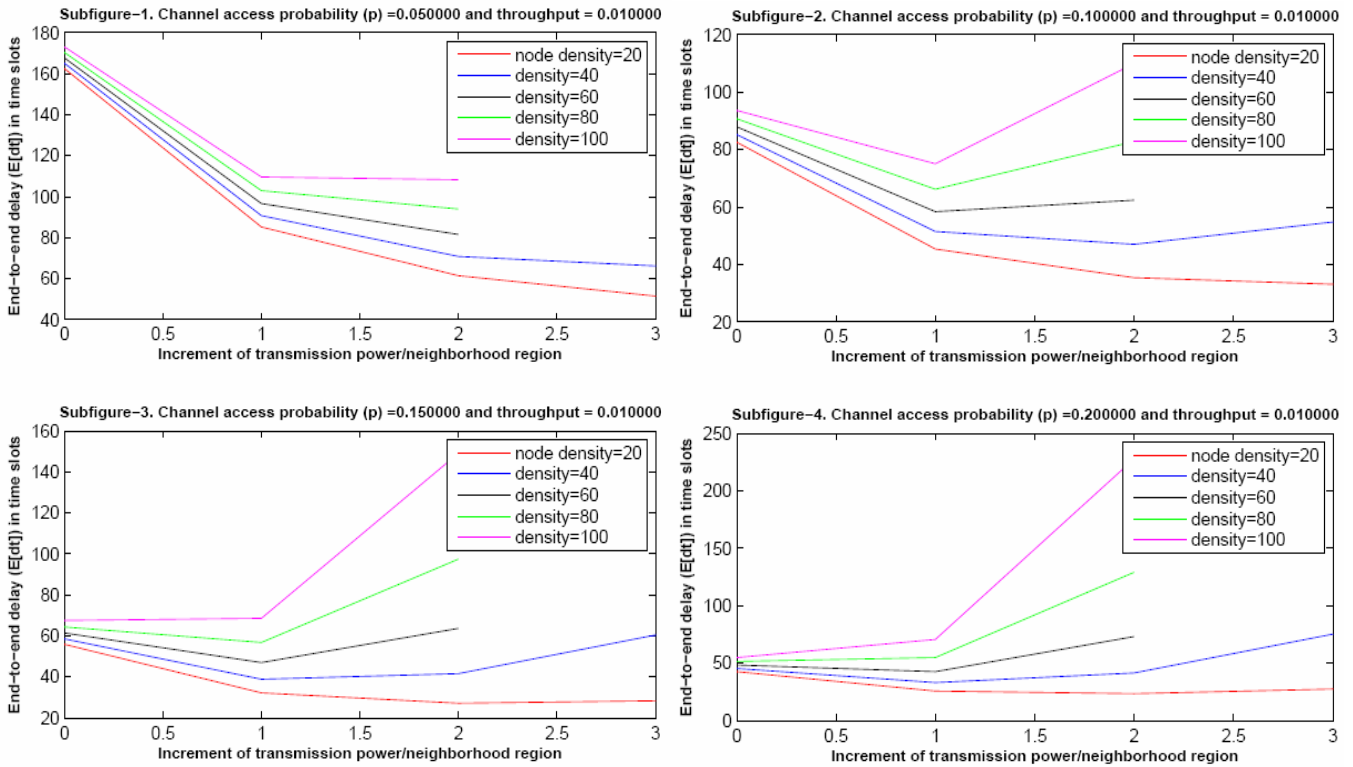 Subfigure−1. Channel access probability (p) =0.050000 and throughput = 0.010000
End−to−end delay (E[dt]) in time slots
180
160
140
120
100
80
60
40
0
0.5
1
1.5
2
2.5
3
Increment of transmission power/neighborhood region
node density=20
density=40
density=60
density=80
density=100
Subfigure−2. Channel access probability (p) =0.100000 and throughput = 0.010000
End−to−end delay (E[dt]) in time slots
120
100
80
60
40
20
0
0.5
1
1.5
2
2.5
3
Increment of transmission power/neighborhood region
node density=20
density=40
density=60
density=80
density=100
Subfigure−3. Channel access probability (p) =0.150000 and throughput = 0.010000
End−to−end delay (E[dt]) in time slots
160
140
120
100
80
60
40
20
0
0.5
1
1.5
2
2.5
3
Increment of transmission power/neighborhood region
node density=20
density=40
density=60
density=80
density=100
Subfigure−4. Channel access probability (p) =0.200000 and throughput = 0.010000
End−to−end delay (E[dt]) in time slots
250
200
150
100
50
0
0
0.5
1
1.5
2
2.5
3
Increment of transmission power/neighborhood region
node density=20
density=40
density=60
density=80
density=100